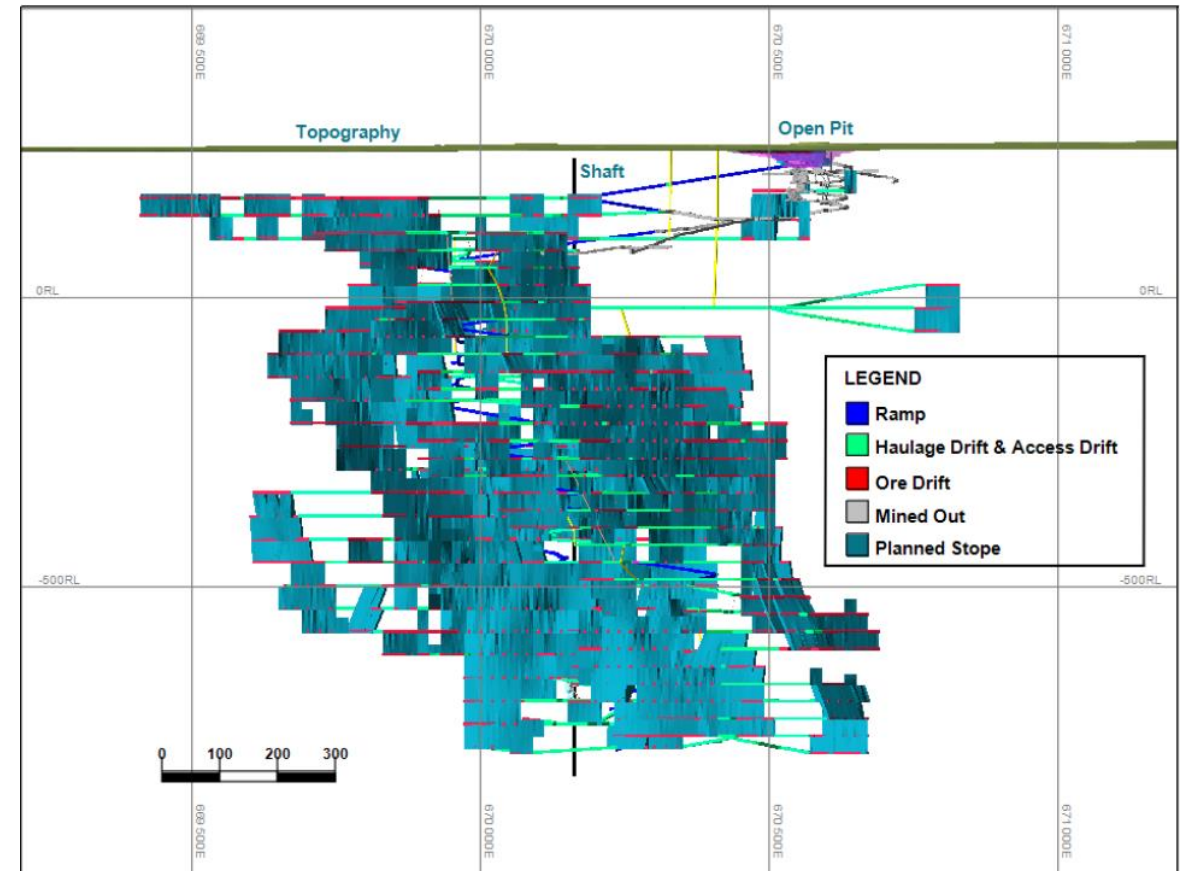 669 500E
670 000E
670 500E
671 000E
Topography
Open Pit
Shaft
0RL
0RL
LEGEND
Ramp
Haulage Drift & Access Drift
Ore Drift
Mined Out
Planned Stope
-500RL
-500RL
0 100 200 300
669 500E
670 000E
670 500E
671 000E